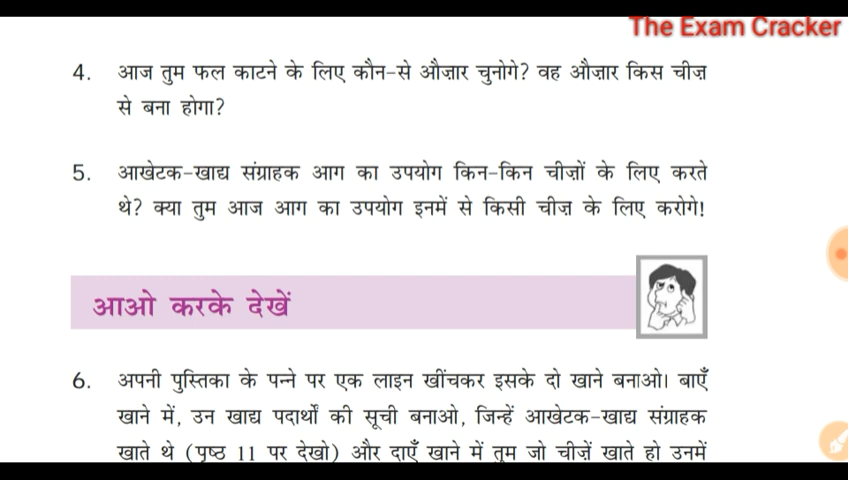 The Exam Cracker
4. आज तुम फल काटने के लिए कौन-से औज़ार चुनोगे? वह औज़ार किस चीज़
से बना होगा?
5. आखेटक-खाद्य संग्राहक आग का उपयोग किन-किन चीज़ों के लिए करते
थे? क्या तुम आज आग का उपयोग इनमें से किसी चीज़ के लिए करोगे!
आओ करके देखें
6. अपनी पुस्तिका के पन्ने पर एक लाइन खींचकर इसके दो खाने बनाओ। बाएँ
खाने में, उन खाद्य पदार्थों की सूची बनाओ, जिन्हें आखेटक-खाद्य संग्राहक
खाते थे (पृष्ठ 11 पर देखो) और दाएँ खाने में तुम जो चीज़ें खाते हो उनमें